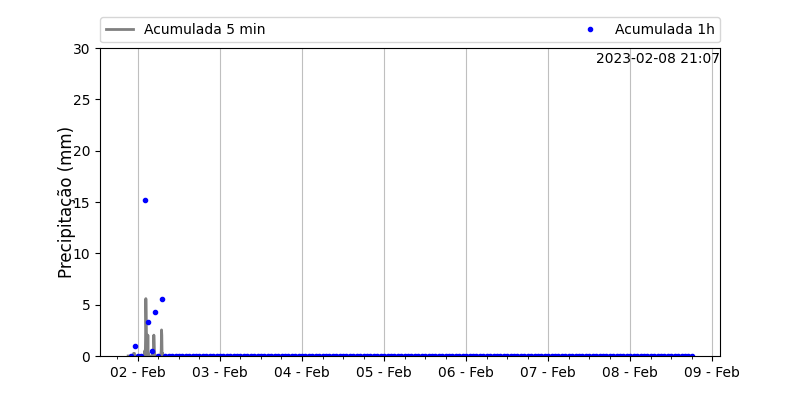 Acumulada 5 min
Acumulada 1h
2023-02-08 21:07
Precipitação (mm)
30
25
20
15
10
5
0
02 - Feb
03 - Feb
04 - Feb
05 - Feb
06 - Feb
07 - Feb
08 - Feb
09 - Feb